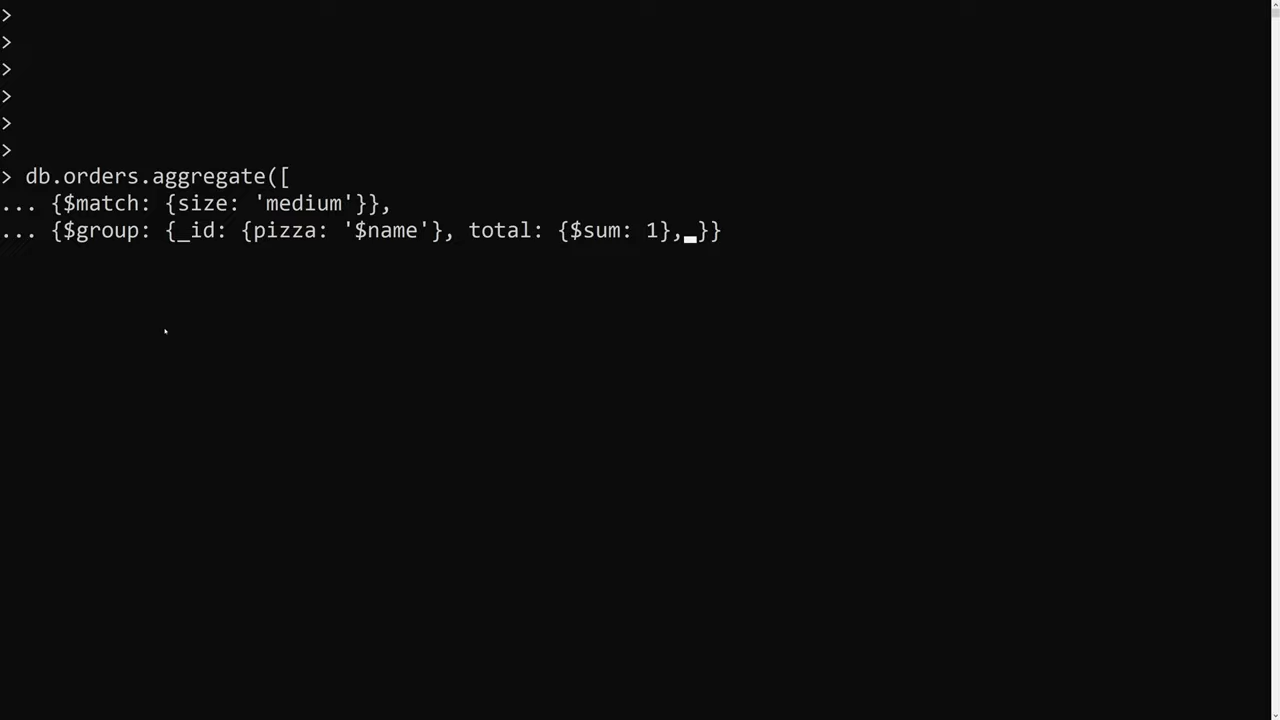 >
>
>
>
>
>
> db.orders.aggregate([
... {$match: {size: 'medium'}},
... {$group: {_id: {pizza: '$name'}, total: {$sum: 1}, }}